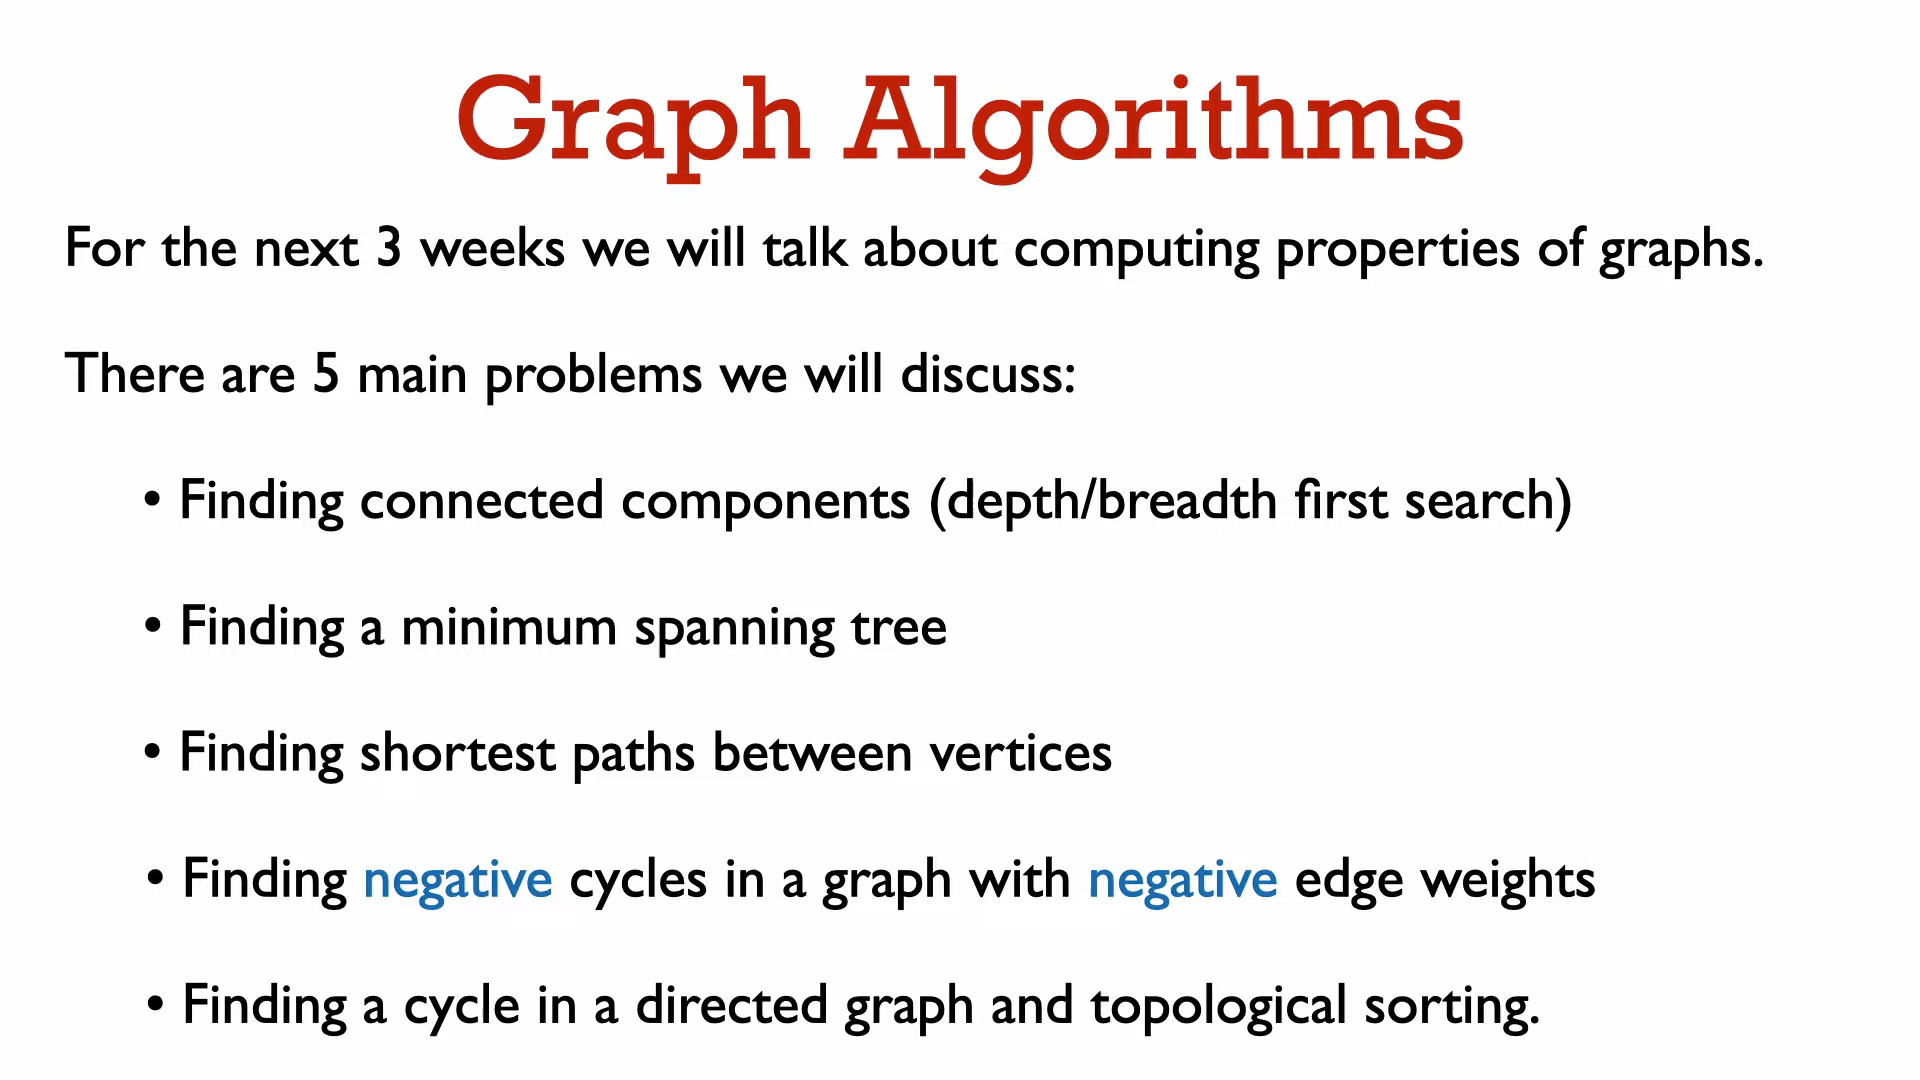 Graph Algorithms
For the next 3 weeks we will talk about computing properties of graphs.
There are 5 main problems we will discuss:
• Finding connected components (depth/breadth first search)
• Finding a minimum spanning tree
• Finding shortest paths between vertices
• Finding negative cycles in a graph with negative edge weights
• Finding a cycle in a directed graph and topological sorting.